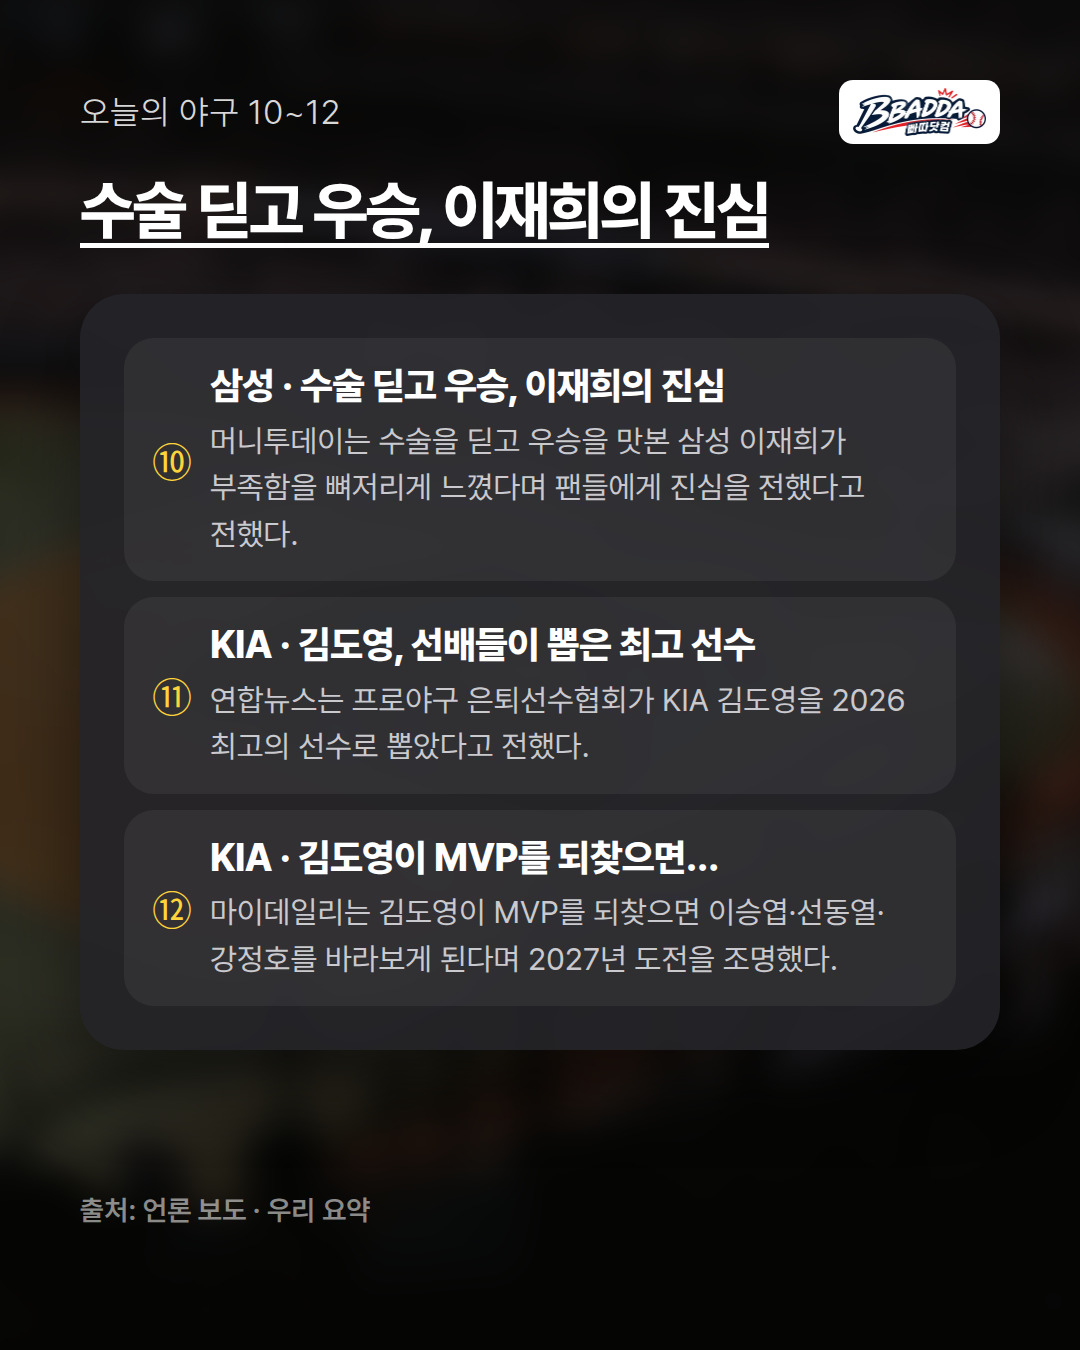 오늘의 야구 10~12
BBADDA
빠따닷컴
수술 딛고 우승, 이재희의 진심
삼성 · 수술 딛고 우승, 이재희의 진심
⑩
머니투데이는 수술을 딛고 우승을 맛본 삼성 이재희가
부족함을 뼈저리게 느꼈다며 팬들에게 진심을 전했다고
전했다.
KIA · 김도영, 선배들이 뽑은 최고 선수
⑪
연합뉴스는 프로야구 은퇴선수협회가 KIA 김도영을 2026
최고의 선수로 뽑았다고 전했다.
KIA · 김도영이 MVP를 되찾으면...
⑫
마이데일리는 김도영이 MVP를 되찾으면 이승엽·선동열·
강정호를 바라보게 된다며 2027년 도전을 조명했다.
출처: 언론 보도 · 우리 요약